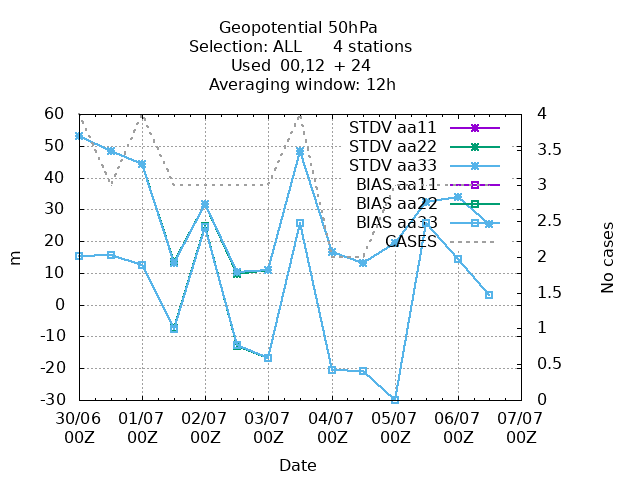 Geopotential 50hPa
Selection: ALL 4 stations
Used 00,12 + 24
Averaging window: 12h
60
50
40
30
20
10
0
-10
-20
-30
m
4
3.5
3
2.5
2
1.5
1
0.5
0
No cases
STDV aa11
STDV aa22
STDV aa33
BIAS aa11
BIAS aa22
BIAS aa33
CASES
30/06 01/07 02/07 03/07 04/07 05/07 06/07 07/07
00Z 00Z 00Z 00Z 00Z 00Z 00Z 00Z
Date